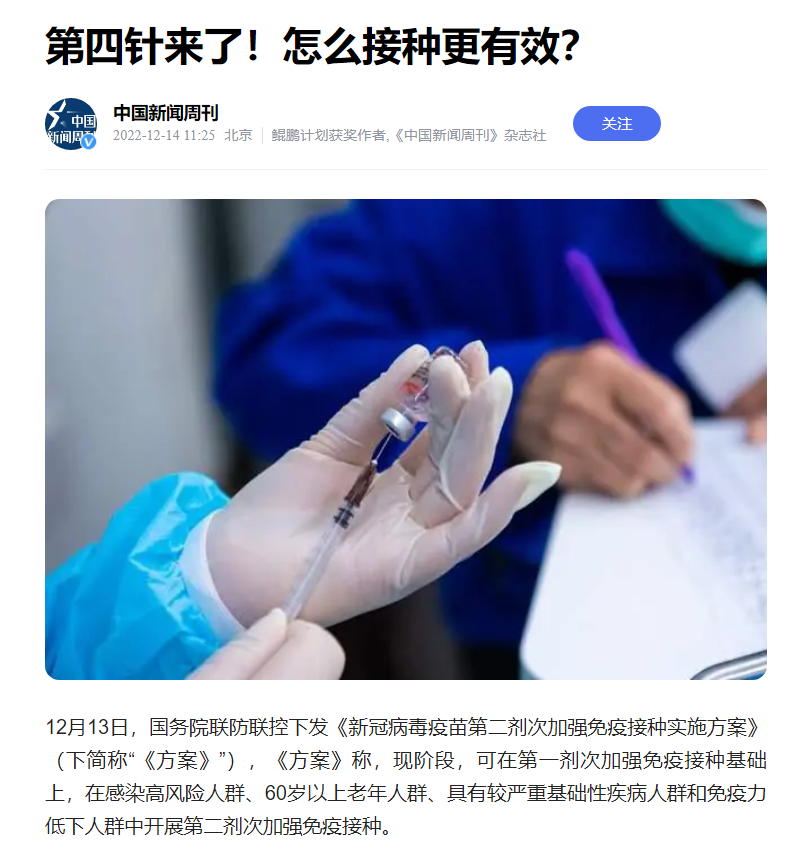 第四针来了！怎么接种更有效？
中国
新闻周刊
中国新闻周刊
2022-12-14 11:25 北京 鲲鹏计划获奖作者,《中国新闻周刊》杂志社
关注
12月13日，国务院联防联控下发《新冠病毒疫苗第二剂次加强免疫接种实施方案》
（下简称“《方案》”），《方案》称，现阶段，可在第一剂次加强免疫接种基础
上，在感染高风险人群、60岁以上老年人群、具有较严重基础性疾病人群和免疫力
低下人群中开展第二剂次加强免疫接种。